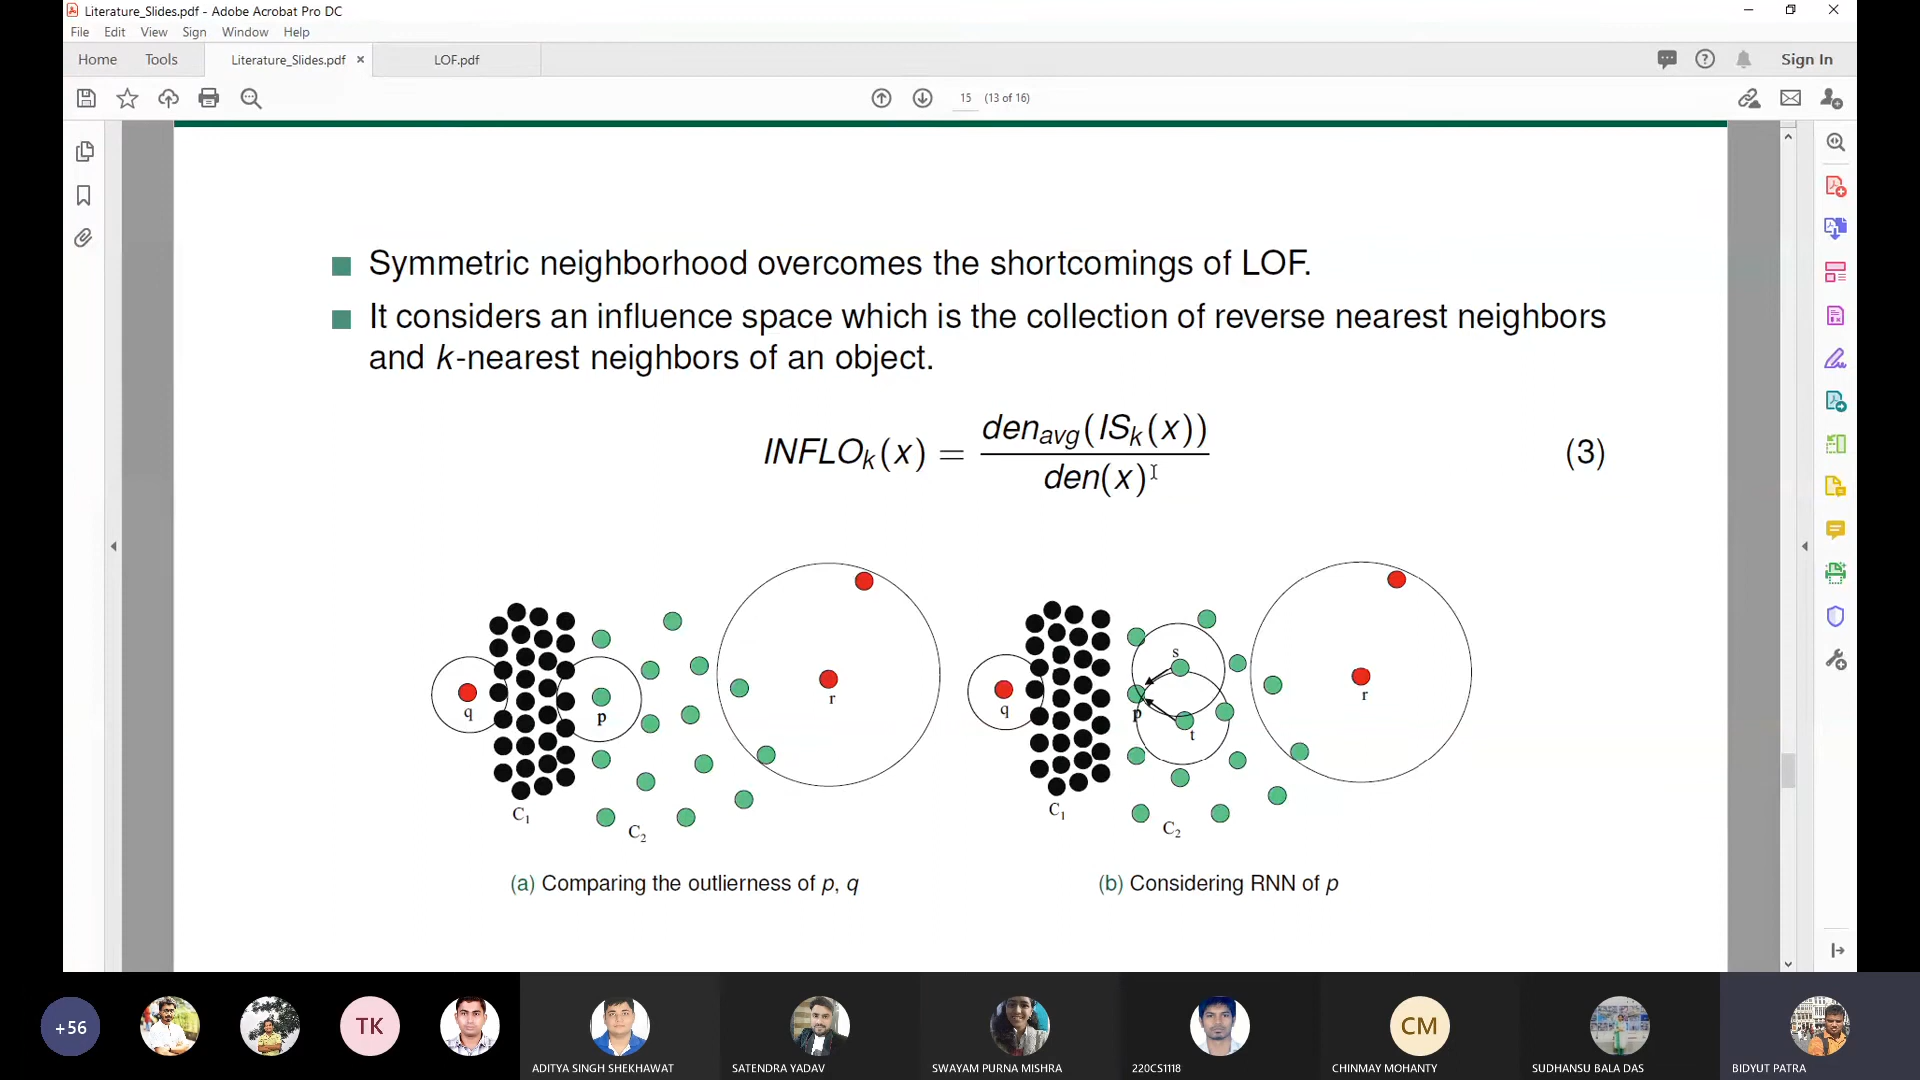 Literature_Slides.pdf - Adobe Acrobat Pro DC
File Edit View Sign Window Help
Home Tools Literature_Slides.pdf × LOF.pdf Sign In
15 (13 of 16)
Symmetric neighborhood overcomes the shortcomings of LOF.
It considers an influence space which is the collection of reverse nearest neighbors
and k-nearest neighbors of an object.
INFLO_k(x) = den_avg(IS_k(x)) / den(x) (3)
q p r C₁ C₂
q s p t r C₁ C₂
(a) Comparing the outlierness of p, q
(b) Considering RNN of p
+56 TK CM
ADITYA SINGH SHEKHAWAT SATENDRA YADAV SWAYAM PURNA MISHRA 220CS1118 CHINMAY MOHANTY SUDHANSU BALA DAS BIDYUT PATRA